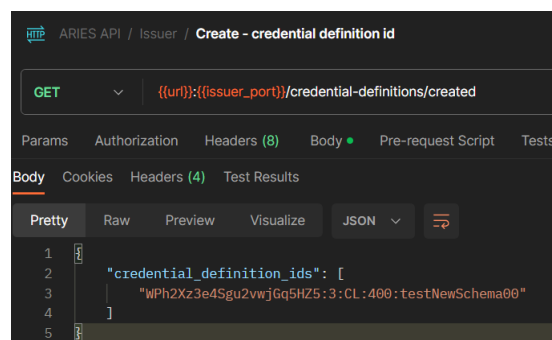 HTTP ARIES API / Issuer / Create - credential definition id
GET {{url}}:{{issuer_port}}/credential-definitions/created
Params Authorization Headers (8) Body Pre-request Script Tests
Body Cookies Headers (4) Test Results
Pretty Raw Preview Visualize JSON
1 {
2 "credential_definition_ids": [
3 "WPh2Xz3e4Sgu2vwjGq5HZ5:3:CL:400:testNewSchema00"
4 ]
5 }